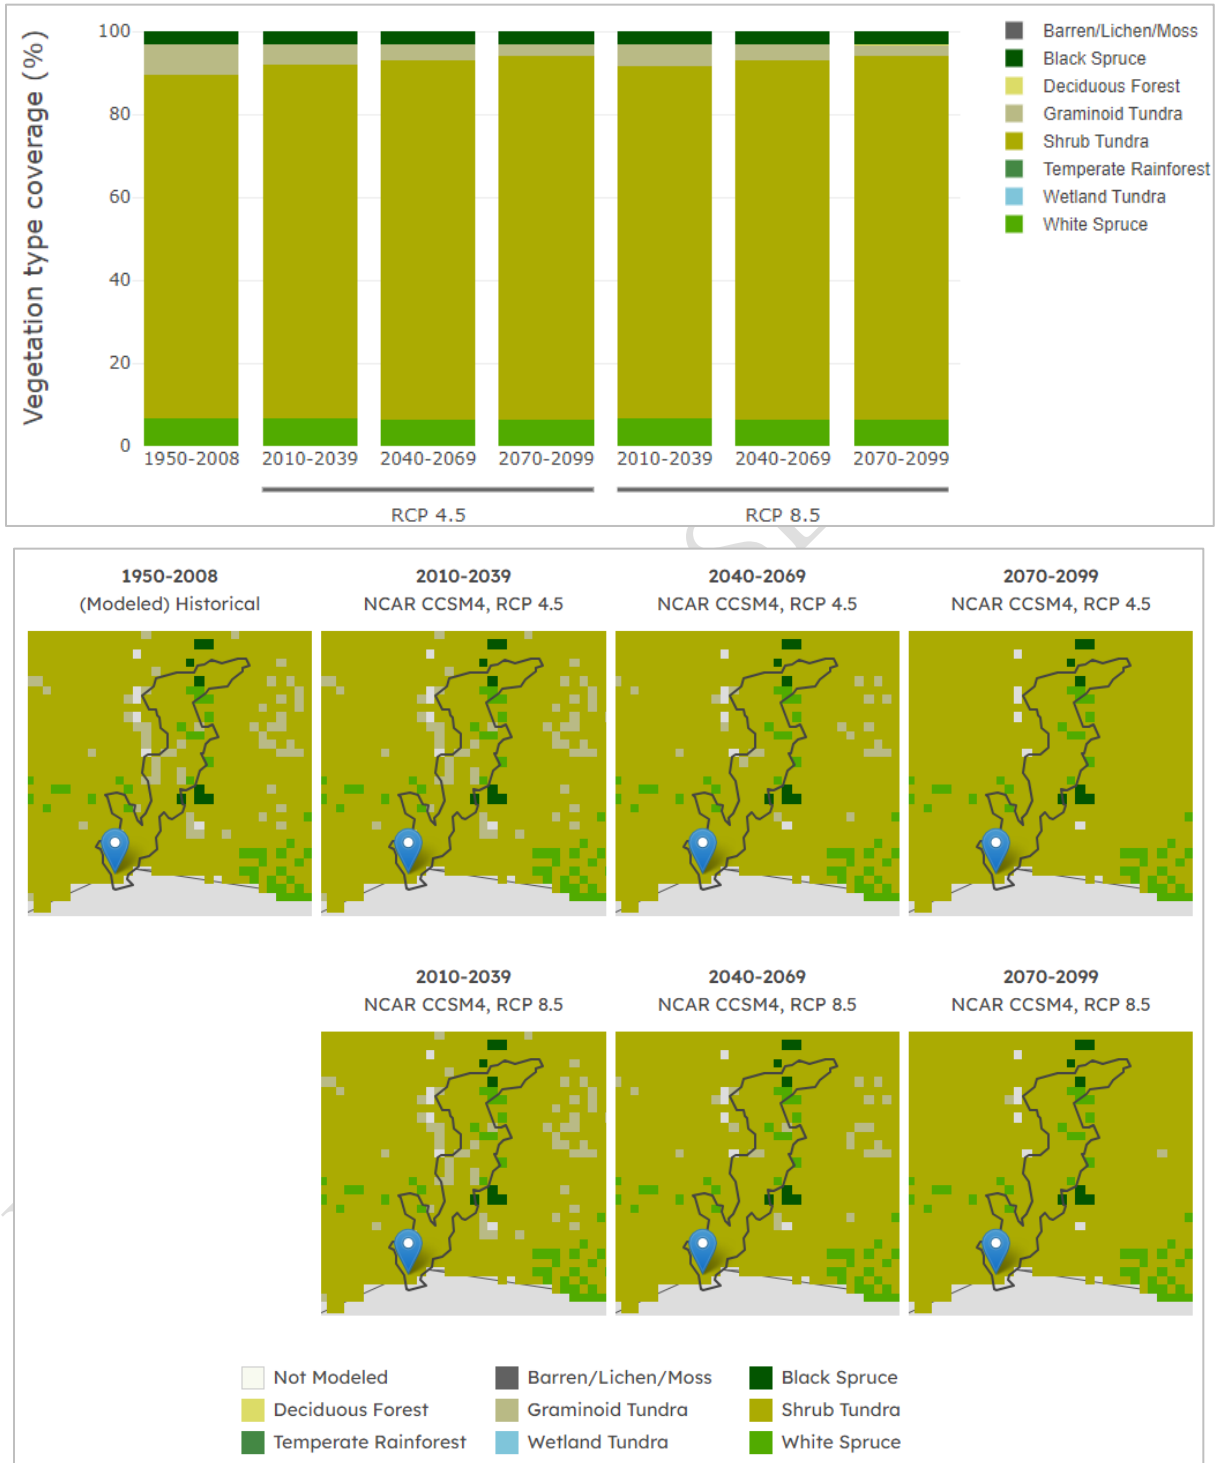 Vegetation type coverage (%)
100
80
60
40
20
0
1950-2008 2010-2039 2040-2069 2070-2099 2010-2039 2040-2069 2070-2099
RCP 4.5 RCP 8.5
Barren/Lichen/Moss
Black Spruce
Deciduous Forest
Graminoid Tundra
Shrub Tundra
Temperate Rainforest
Wetland Tundra
White Spruce
1950-2008 2010-2039 2040-2069 2070-2099
(Modeled) Historical NCAR CCSM4, RCP 4.5 NCAR CCSM4, RCP 4.5 NCAR CCSM4, RCP 4.5
2010-2039 2040-2069 2070-2099
NCAR CCSM4, RCP 8.5 NCAR CCSM4, RCP 8.5 NCAR CCSM4, RCP 8.5
Not Modeled Barren/Lichen/Moss Black Spruce
Deciduous Forest Graminoid Tundra Shrub Tundra
Temperate Rainforest Wetland Tundra White Spruce